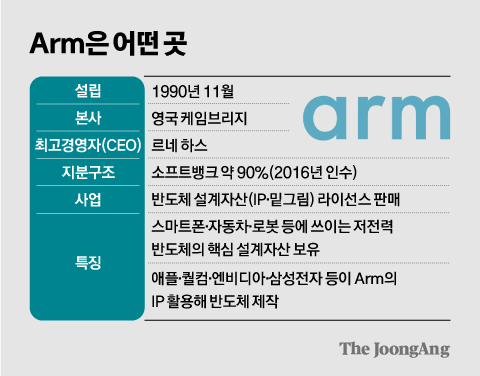 Arm은 어떤 곳
설립
1990년 11월
arm
본사
영국 케임브리지
최고경영자(CEO)
르네 하스
지분구조
소프트뱅크 약 90%(2016년 인수)
사업
반도체 설계자산(IP·밑그림) 라이선스 판매
특징
스마트폰·자동차·로봇 등에 쓰이는 저전력
반도체의 핵심 설계자산 보유
애플·퀄컴·엔비디아·삼성전자 등이 Arm의
IP 활용해 반도체 제작
The JoongAng